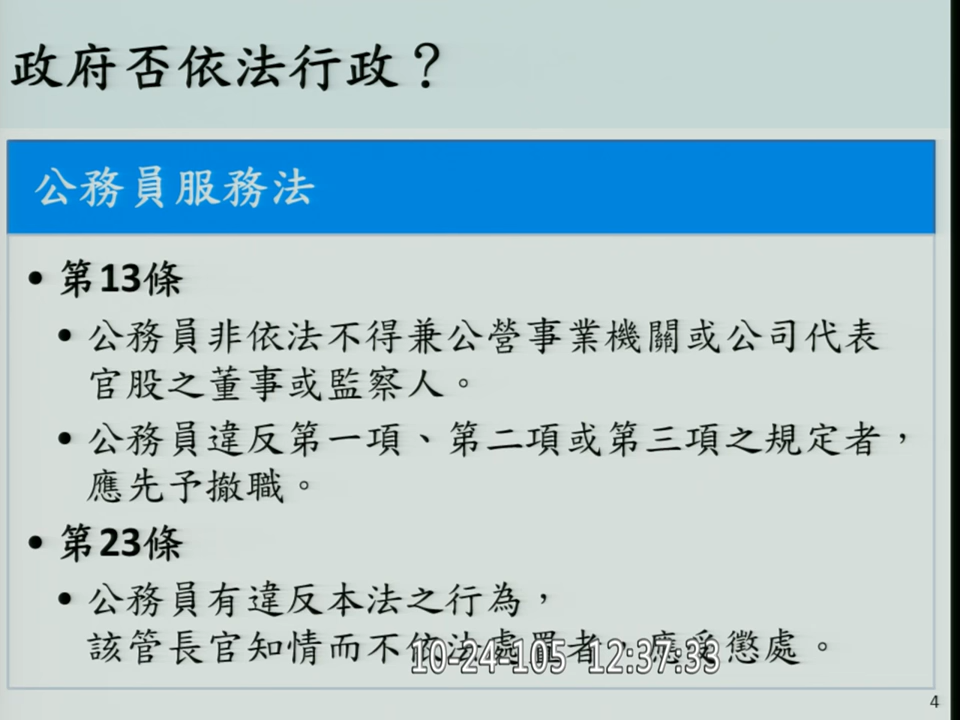 政府否依法行政？
公務員服務法
• 第13條
• 公務員非依法不得兼公營事業機關或公司代表
官股之董事或監察人。
• 公務員違反第一項、第二項或第三項之規定者，
應先予撤職。
• 第23條
• 公務員有違反本法之行為，
該管長官知情而不依法處置者，應受懲處。
10-24-105 12:37:33
4